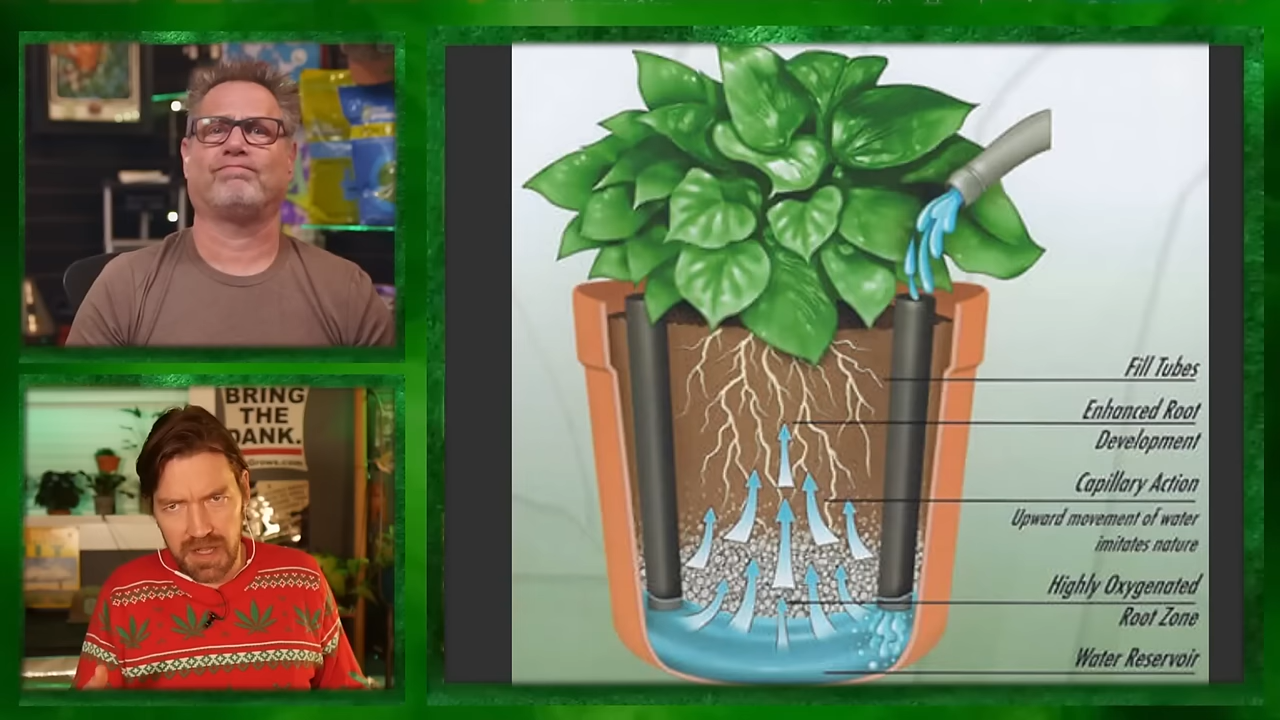 BRING
THE
DANK.
Fill Tubes
Enhanced Root
Development
Capillary Action
Upward movement of water
imitates nature
Highly Oxygenated
Root Zone
Water Reservoir